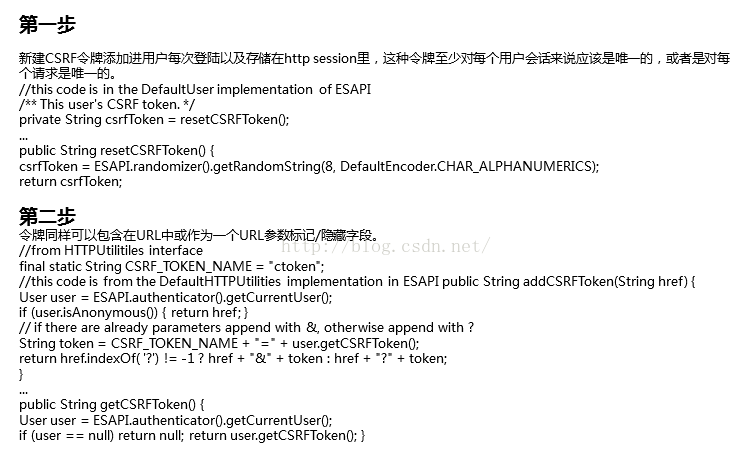 第一步
新建CSRF令牌添加进用户每次登陆以及存储在http session里，这种令牌至少对每个用户会话来说应该是唯一的，或者是对每
个请求是唯一的。
//this code is in the DefaultUser implementation of ESAPI
/** This user's CSRF token. */
private String csrfToken = resetCSRFToken();
...
public String resetCSRFToken() {
csrfToken = ESAPI.randomizer().getRandomString(8, DefaultEncoder.CHAR_ALPHANUMERICS);
return csrfToken;
第二步
令牌同样可以包含在URL中或作为一个URL参数标记/隐藏字段。
http://blog.csdn.net/
//from HTTPUtilitiles interface
final static String CSRF_TOKEN_NAME = "ctoken";
//this code is from the DefaultHTTPUtilities implementation in ESAPI public String addCSRFToken(String href) {
User user = ESAPI.authenticator().getCurrentUser();
if (user.isAnonymous()) { return href; }
// if there are already parameters append with &, otherwise append with ?
String token = CSRF_TOKEN_NAME + "=" + user.getCSRFToken();
return href.indexOf( '?') != -1 ? href + "&" + token : href + "?" + token;
}
...
public String getCSRFToken() {
User user = ESAPI.authenticator().getCurrentUser();
if (user == null) return null; return user.getCSRFToken(); }